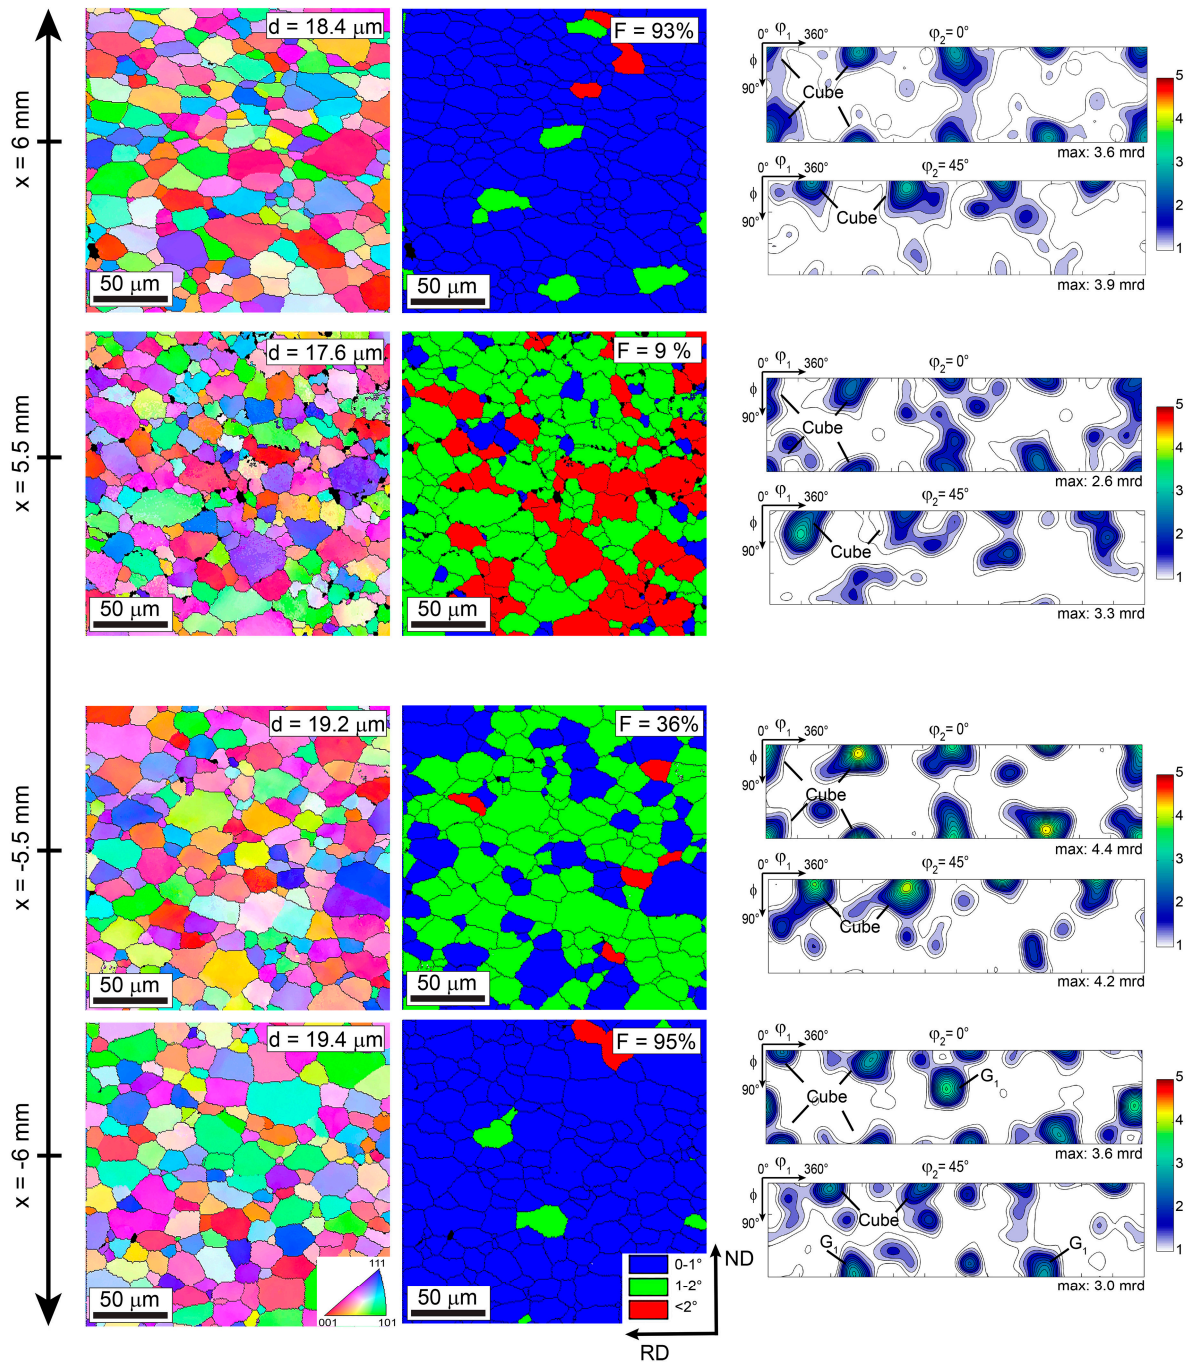 x = 6 mm
d = 18.4 µm
50 µm
F = 93%
50 µm
0° φ1 360° φ2= 0°
ϕ
90°
Cube
max: 3.6 mrd
0° φ1 360° φ2= 45°
ϕ
90°
Cube
max: 3.9 mrd
5
4
3
2
1
x = 5.5 mm
d = 17.6 µm
50 µm
F = 9 %
50 µm
0° φ1 360° φ2= 0°
ϕ
90°
Cube
max: 2.6 mrd
0° φ1 360° φ2= 45°
ϕ
90°
Cube
max: 3.3 mrd
5
4
3
2
1
x = -5.5 mm
d = 19.2 µm
50 µm
F = 36%
50 µm
0° φ1 360° φ2= 0°
ϕ
90°
Cube
max: 4.4 mrd
0° φ1 360° φ2= 45°
ϕ
90°
Cube
max: 4.2 mrd
5
4
3
2
1
x = -6 mm
d = 19.4 µm
50 µm
111
001 101
F = 95%
50 µm
0-1°
1-2°
<2°
ND
RD
0° φ1 360° φ2= 0°
ϕ
90°
Cube
G1
max: 3.6 mrd
0° φ1 360° φ2= 45°
ϕ
90°
Cube
G1
G1
max: 3.0 mrd
5
4
3
2
1